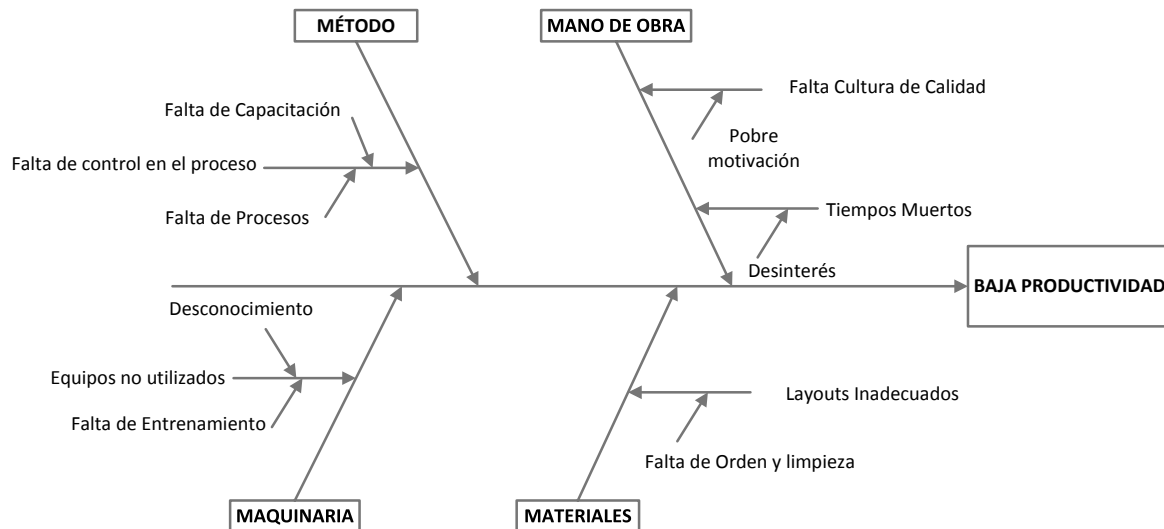 MÉTODO
MANO DE OBRA
Falta Cultura de Calidad
Falta de Capacitación
Pobre
motivación
Falta de control en el proceso
Falta de Procesos
Tiempos Muertos
Desinterés
BAJA PRODUCTIVIDAD
Desconocimiento
Equipos no utilizados
Layouts Inadecuados
Falta de Entrenamiento
Falta de Orden y limpieza
MAQUINARIA
MATERIALES